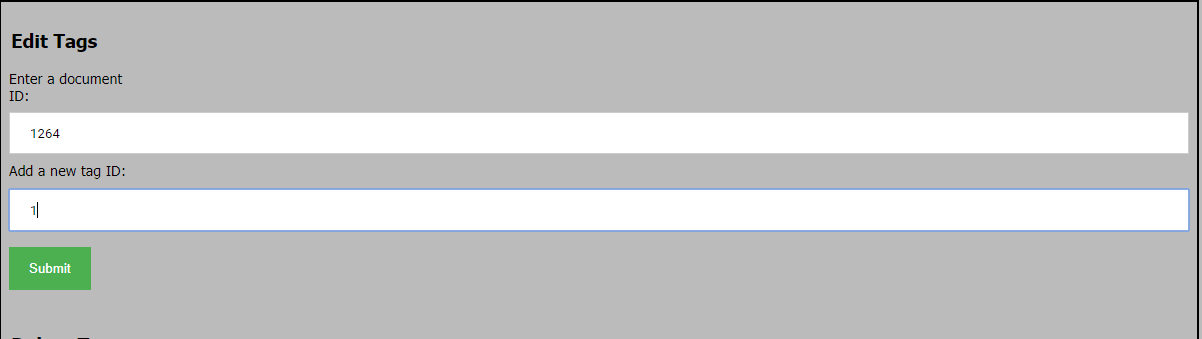 Edit Tags
Enter a document
ID:
1264
Add a new tag ID:
1
Submit